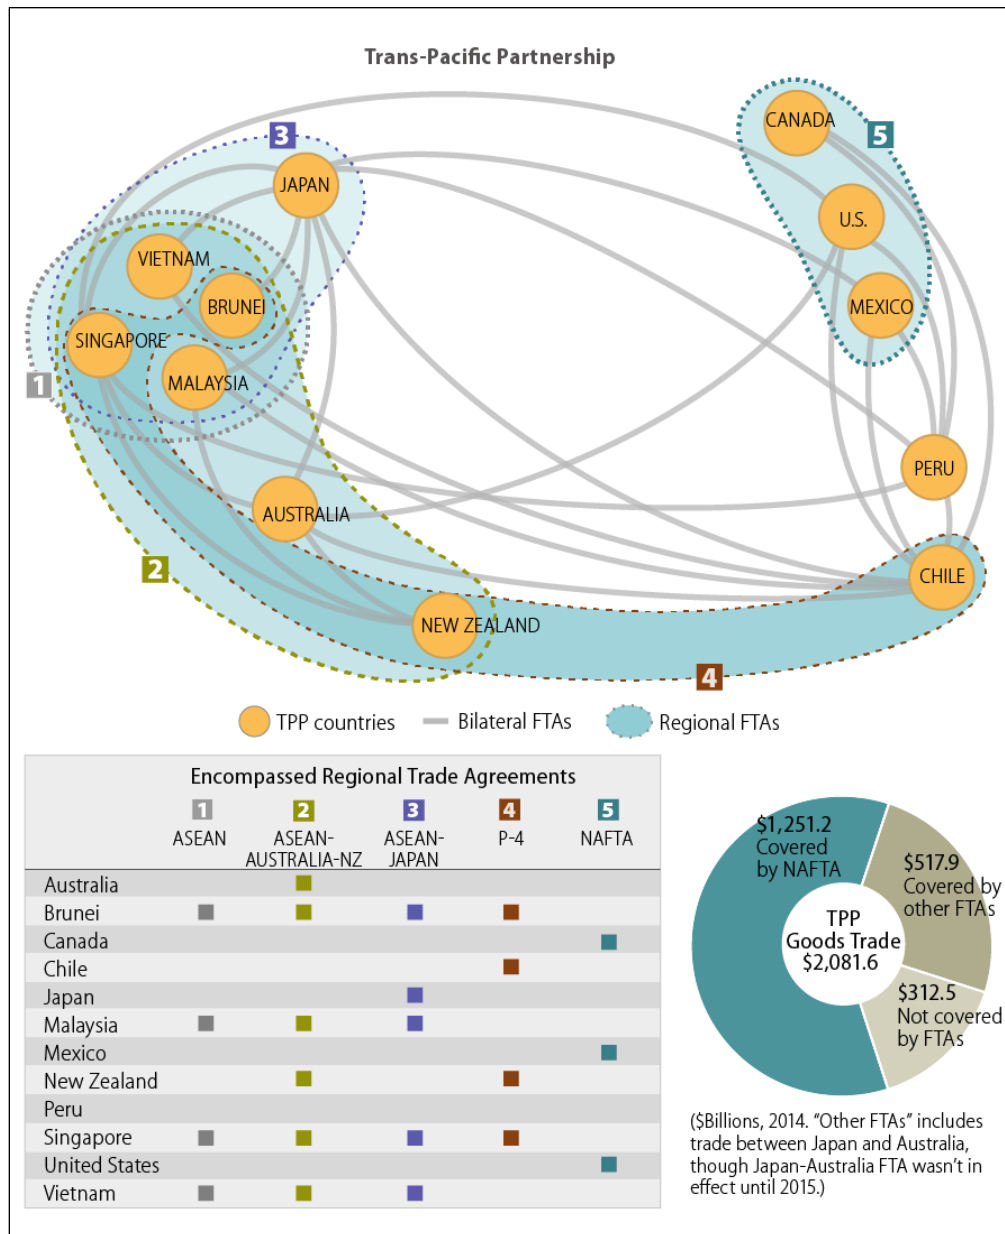 Trans-Pacific Partnership
3
5
CANADA
JAPAN
U.S.
VIETNAM
BRUNEI
MEXICO
SINGAPORE
MALAYSIA
1
PERU
AUSTRALIA
2
CHILE
NEW ZEALAND
4
TPP countries
Bilateral FTAs
Regional FTAs
Encompassed Regional Trade Agreements
1 2 3 4 5
ASEAN ASEAN-AUSTRALIA-NZ ASEAN-JAPAN P-4 NAFTA
Australia
Brunei
Canada
Chile
Japan
Malaysia
Mexico
New Zealand
Peru
Singapore
United States
Vietnam
$1,251.2
Covered
by NAFTA
$517.9
Covered by
other FTAs
TPP
Goods Trade
$2,081.6
$312.5
Not covered
by FTAs
($Billions, 2014. “Other FTAs” includes
trade between Japan and Australia,
though Japan-Australia FTA wasn’t in
effect until 2015.)